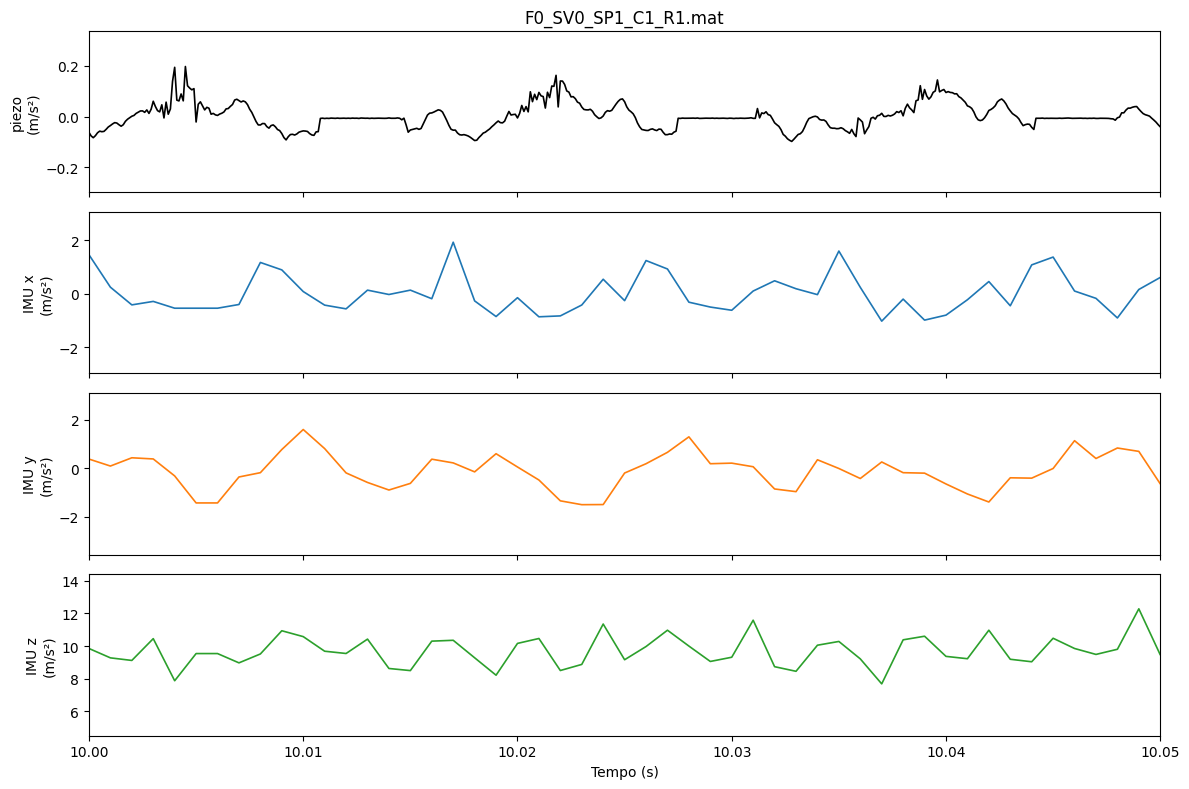 F0_SV0_SP1_C1_R1.mat
piezo
(m/s²)
0.2
0.0
−0.2
IMU x
(m/s²)
2
0
−2
IMU y
(m/s²)
2
0
−2
IMU z
(m/s²)
14
12
10
8
6
10.00 10.01 10.02 10.03 10.04 10.05
Tempo (s)